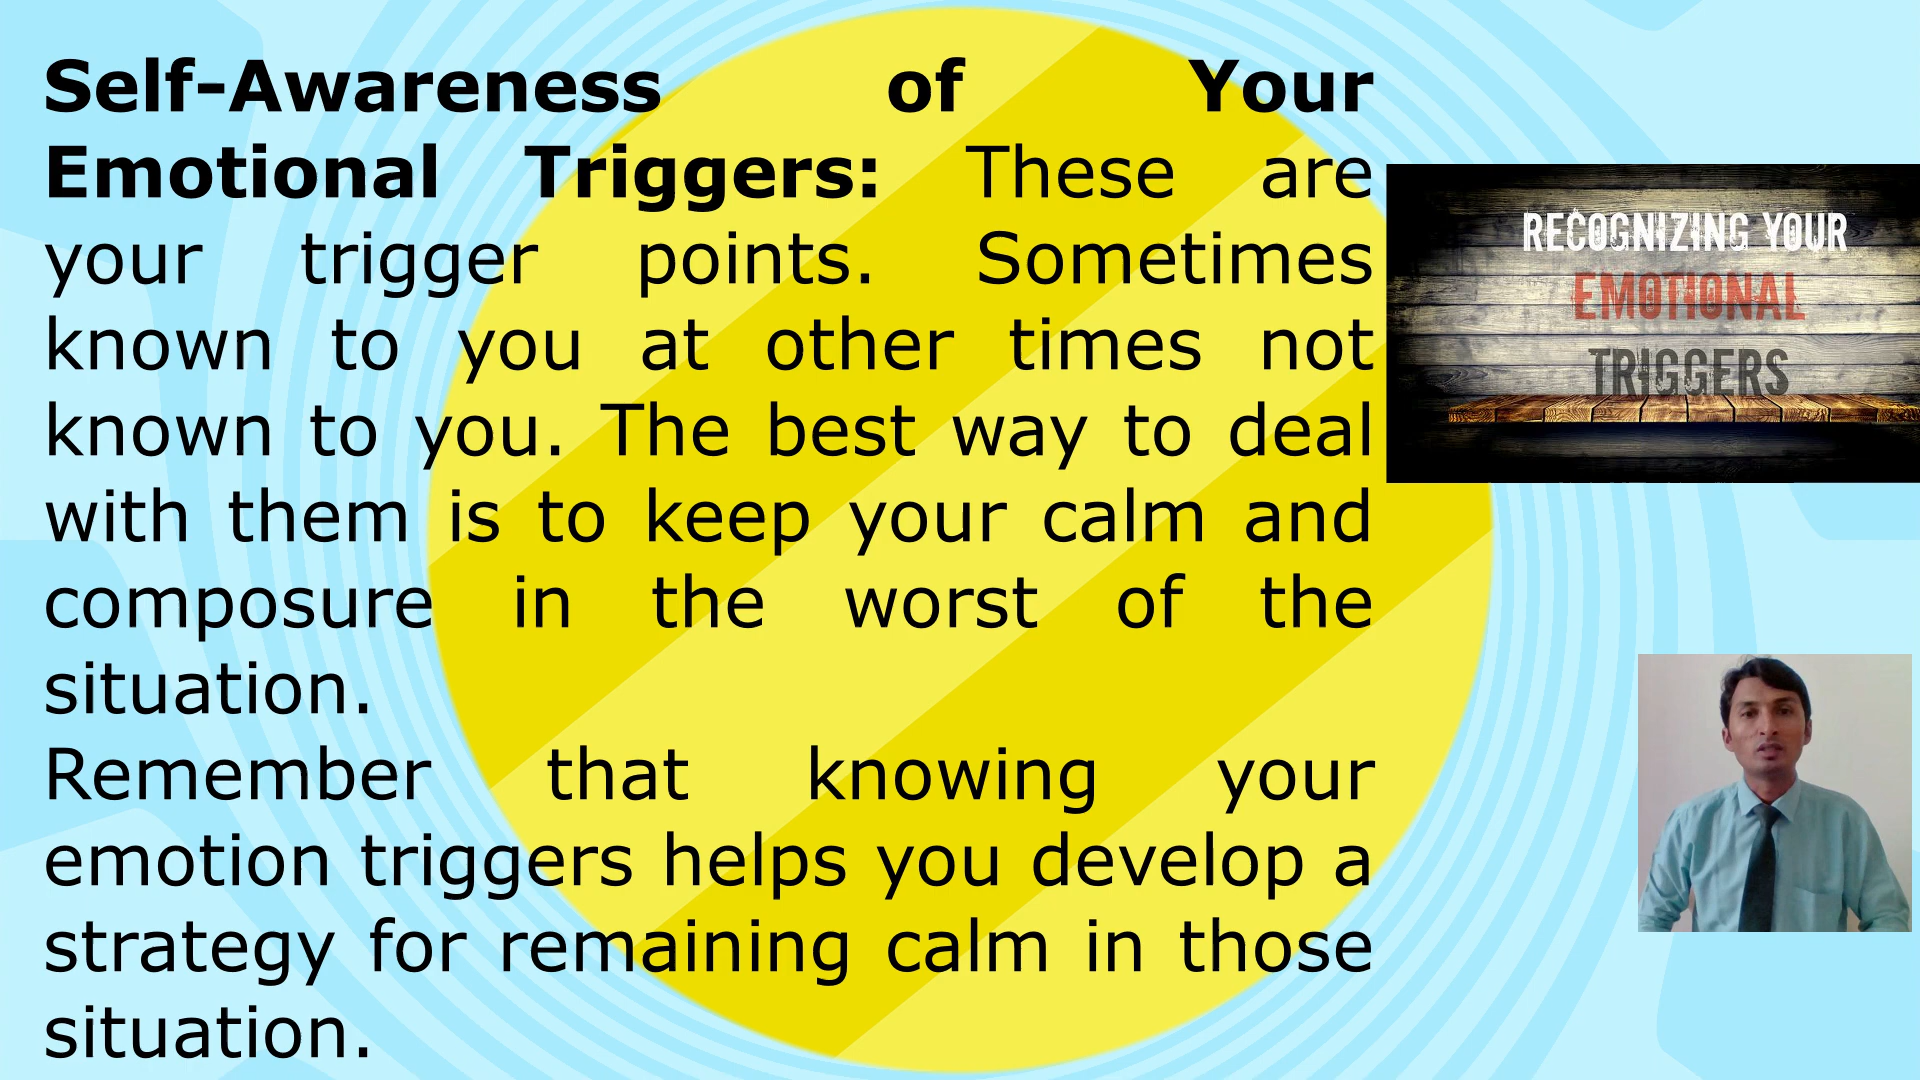 Self-Awareness of Your
Emotional Triggers: These are
your trigger points. Sometimes
known to you at other times not
known to you. The best way to deal
with them is to keep your calm and
composure in the worst of the
situation.
Remember that knowing your
emotion triggers helps you develop a
strategy for remaining calm in those
situation.
RECOGNIZING YOUR
EMOTIONAL
TRIGGERS